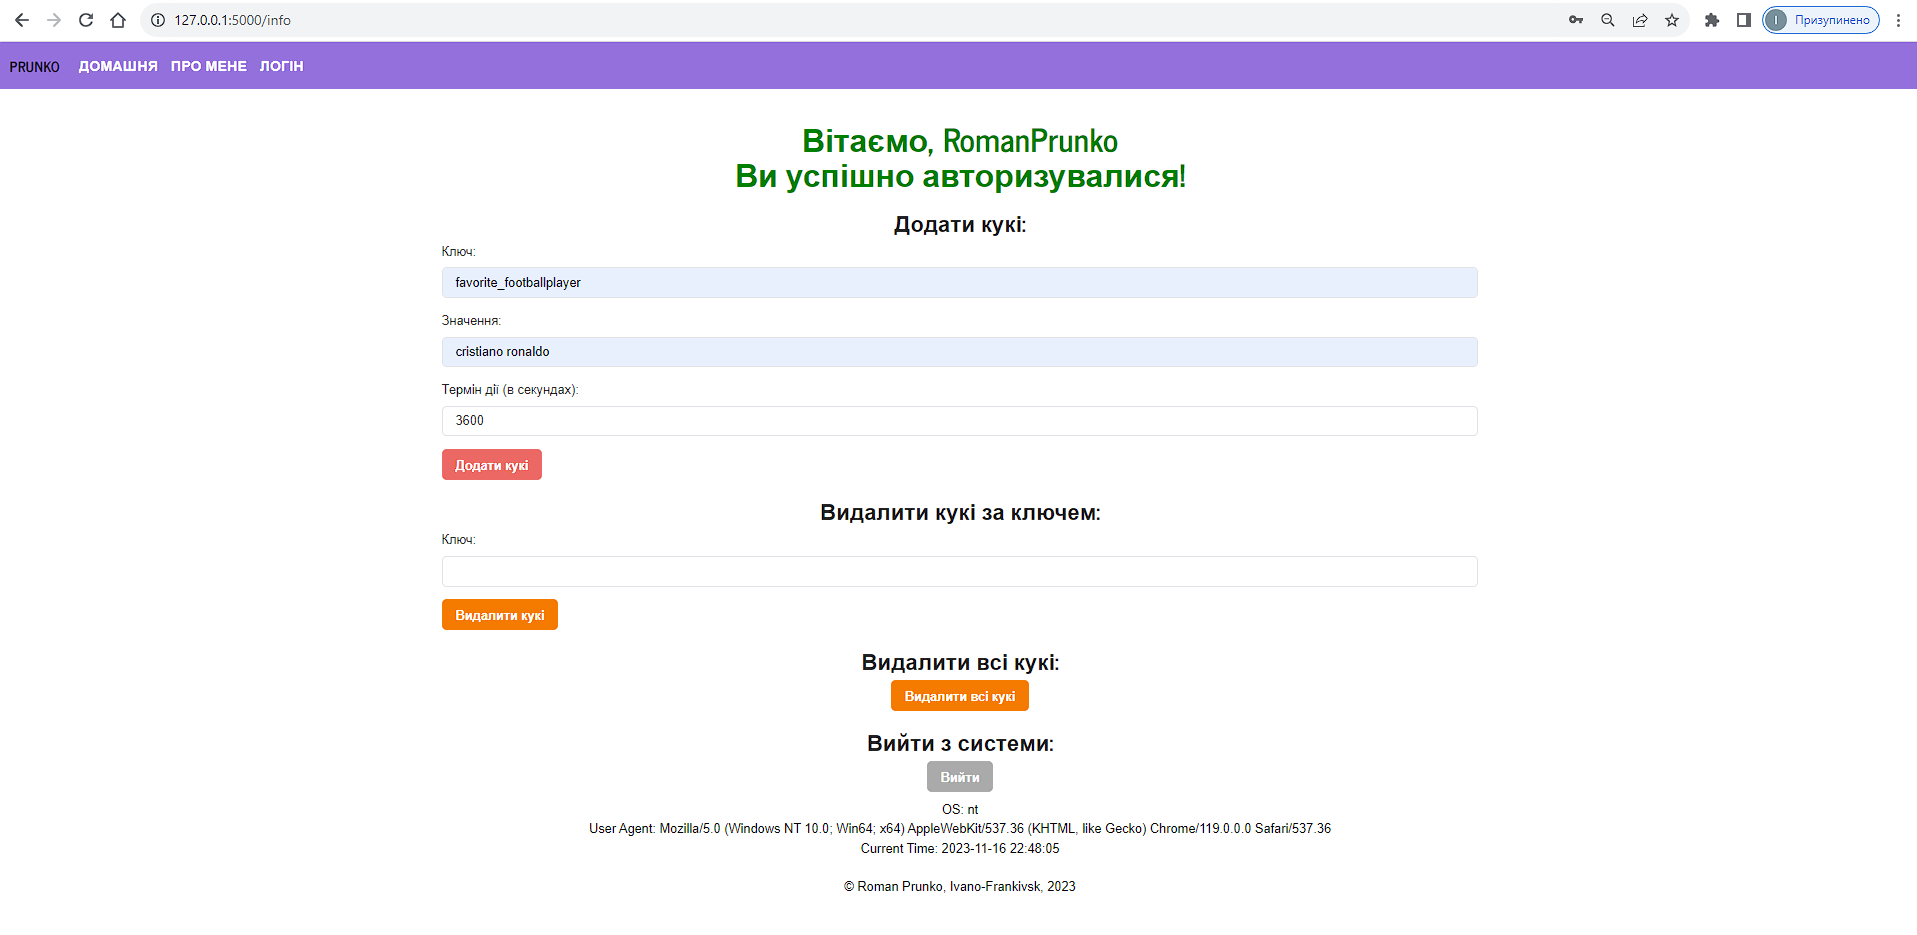 127.0.0.1:5000/info
Призупинено
PRUNKO ДОМАШНЯ ПРО МЕНЕ ЛОГІН
Вітаємо, RomanPrunko
Ви успішно авторизувалися!
Додати кукі:
Ключ:
favorite_footballplayer
Значення:
cristiano ronaldo
Термін дії (в секундах):
3600
Додати кукі
Видалити кукі за ключем:
Ключ:
Видалити кукі
Видалити всі кукі:
Видалити всі кукі
Вийти з системи:
Вийти
OS: nt
User Agent: Mozilla/5.0 (Windows NT 10.0; Win64; x64) AppleWebKit/537.36 (KHTML, like Gecko) Chrome/119.0.0.0 Safari/537.36
Current Time: 2023-11-16 22:48:05
© Roman Prunko, Ivano-Frankivsk, 2023